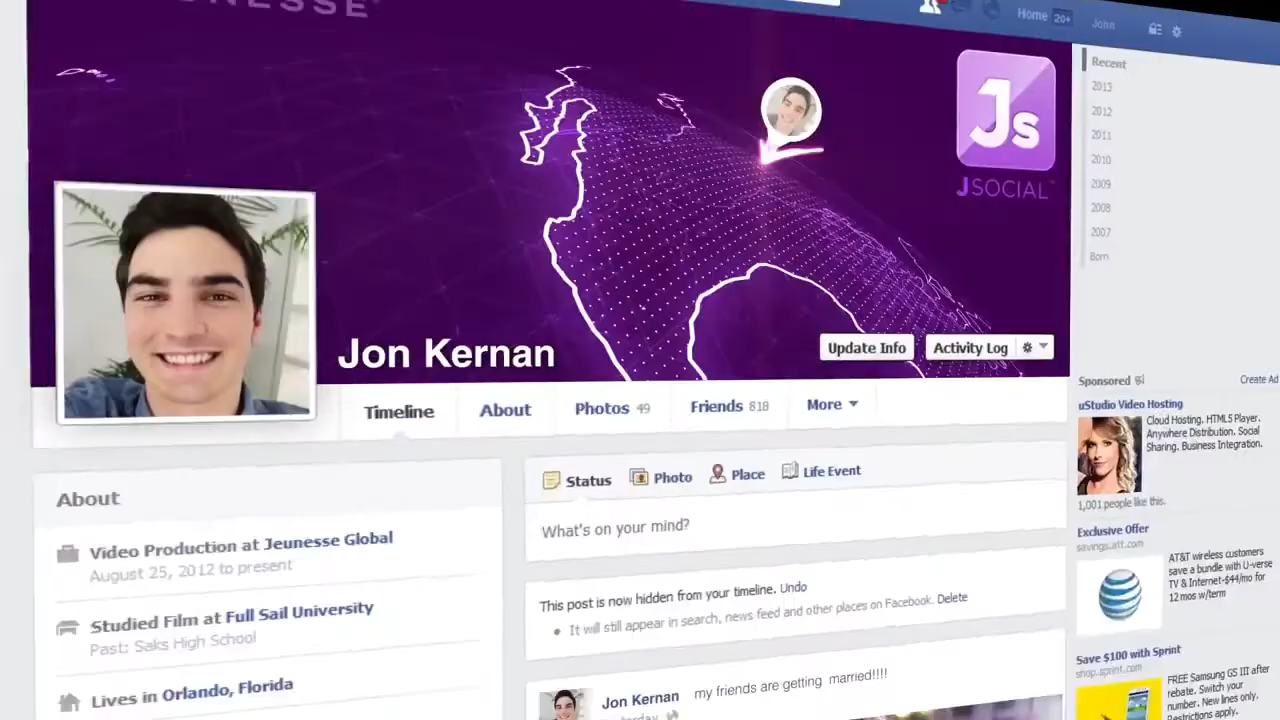 Home 20+ John
Js
JSOCIAL™
Jon Kernan
Update Info
Activity Log
Timeline
About
Photos 49
Friends 818
More
About
Video Production at Jeunesse Global
August 25, 2012 to present
Studied Film at Full Sail University
Past: Saks High School
Lives in Orlando, Florida
Status
Photo
Place
Life Event
What's on your mind?
This post is now hidden from your timeline. Undo
• It will still appear in search, news feed and other places on Facebook. Delete
Jon Kernan my friends are getting married!!!!
Recent
2013
2012
2011
2010
2009
2008
2007
Born
Sponsored
Create Ad
uStudio Video Hosting
Cloud Hosting, HTML5 Player.
Anywhere Distribution. Social
Sharing. Business Integration.
1,001 people like this.
Exclusive Offer
savings.att.com
AT&T wireless customers
save a bundle with U-verse
TV & Internet-$44/mo for
12 mos w/term
Save $100 with Sprint
shop.sprint.com
FREE Samsung GS III after
rebate. Switch your
number. New lines only.
Restrictions apply.